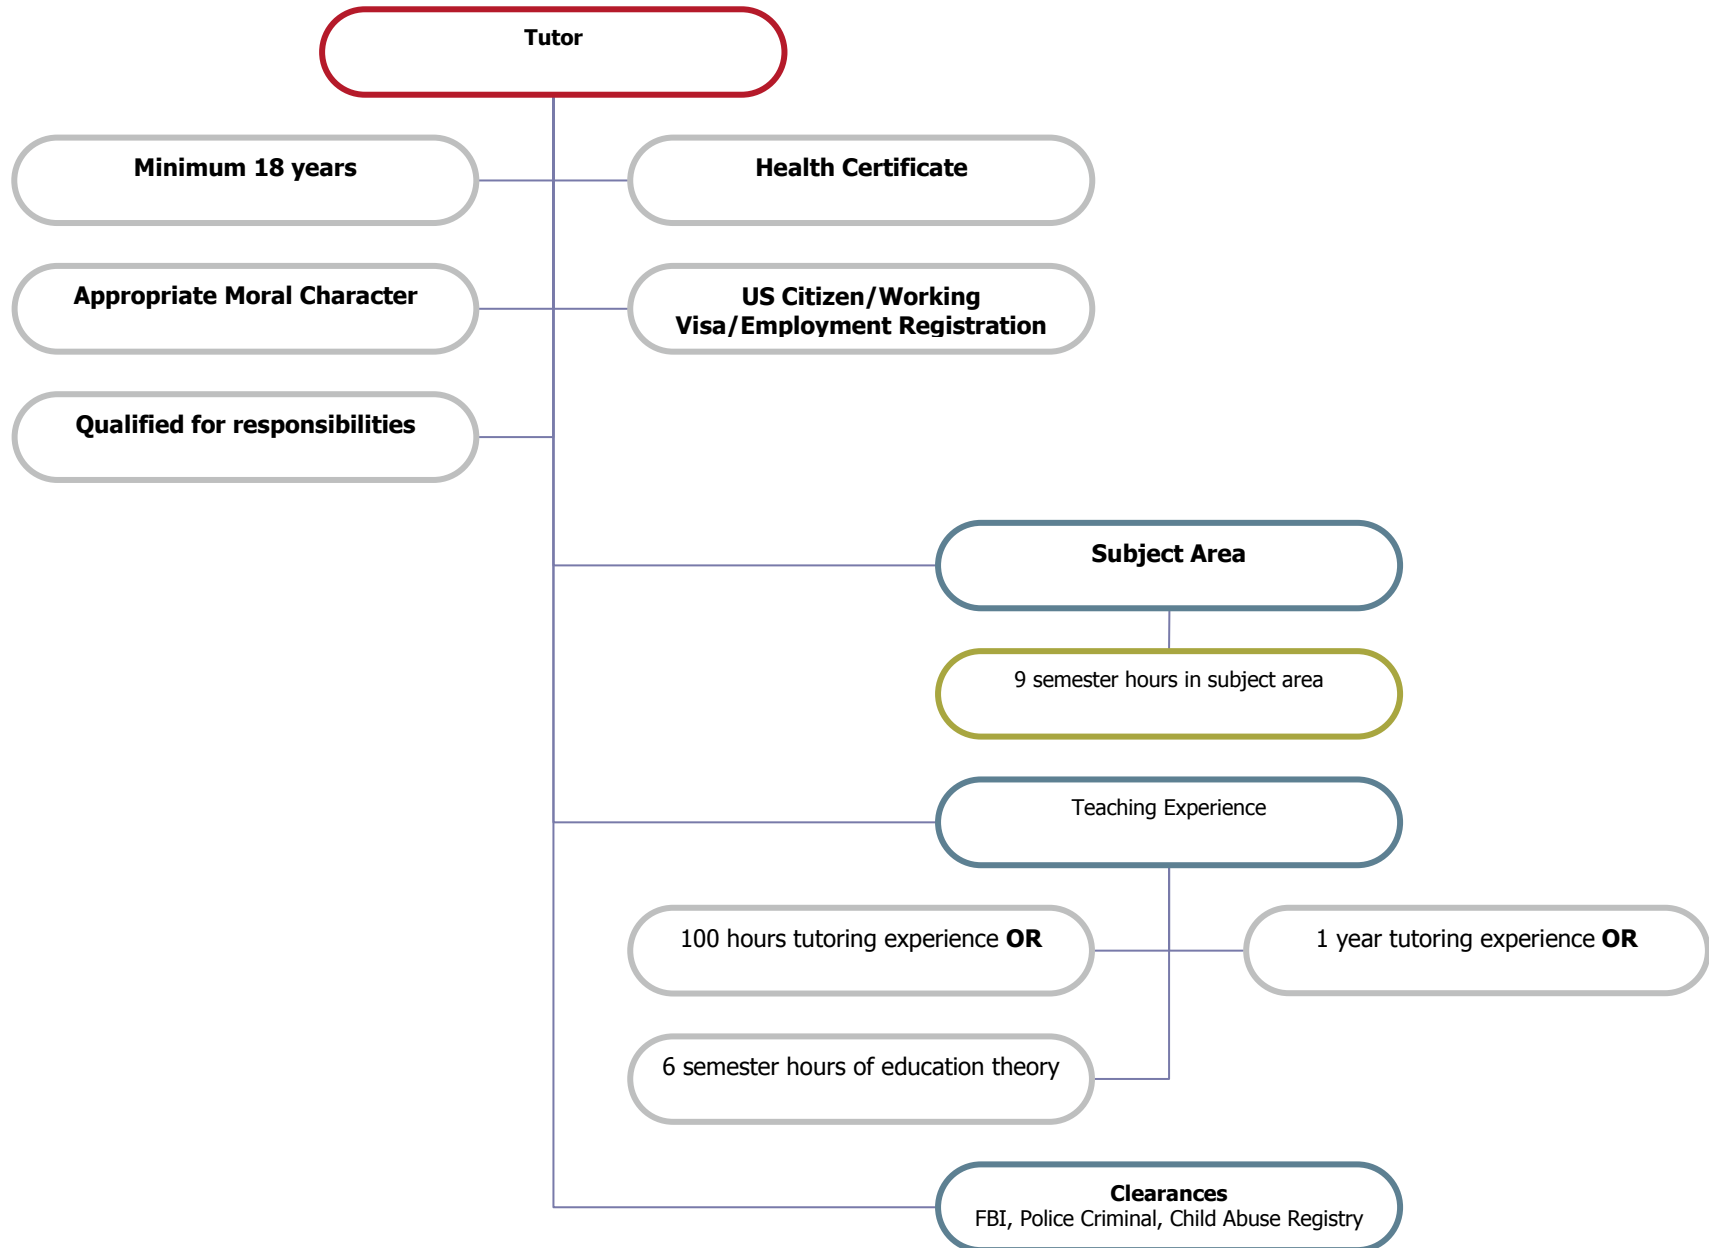 Tutor
Minimum 18 years
Health Certificate
Appropriate Moral Character
US Citizen/Working
Visa/Employment Registration
Qualified for responsibilities
Subject Area
9 semester hours in subject area
Teaching Experience
100 hours tutoring experience OR
1 year tutoring experience OR
6 semester hours of education theory
Clearances
FBI, Police Criminal, Child Abuse Registry